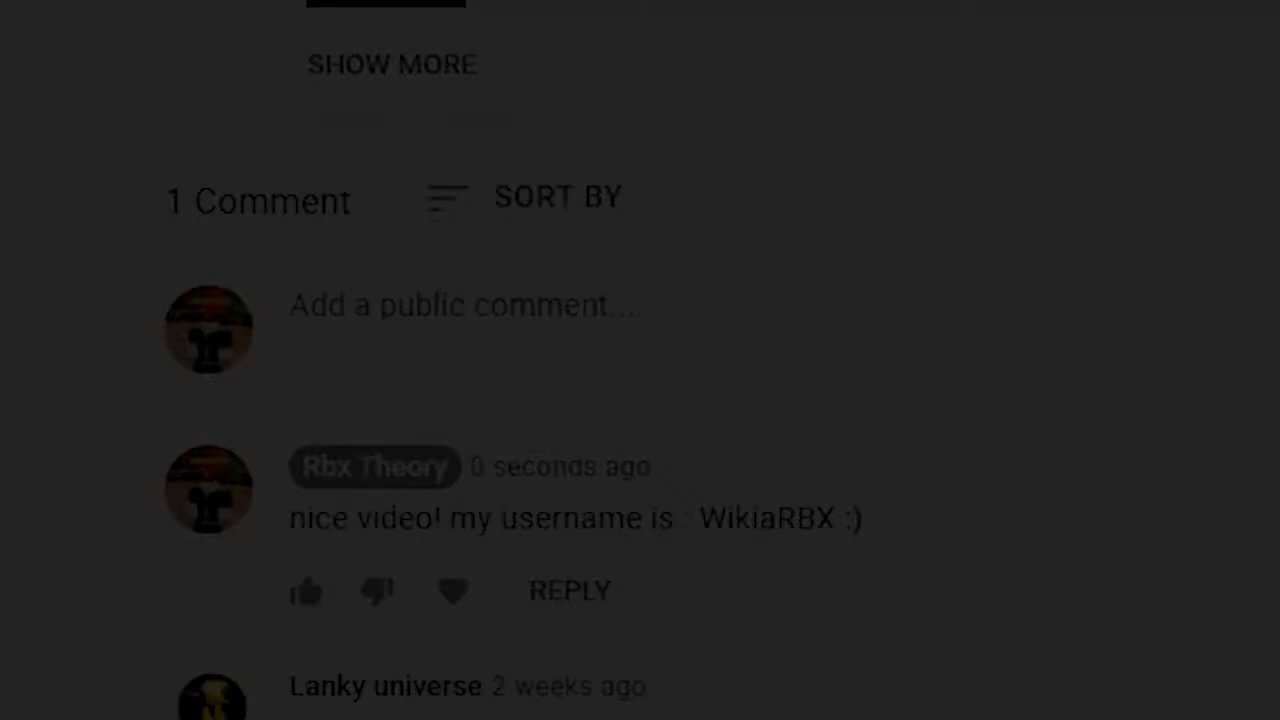 SHOW MORE
1 Comment SORT BY
Add a public comment....
Rbx Theory 0 seconds ago
nice video! my username is : WikiaRBX :)
REPLY
Lanky universe 2 weeks ago